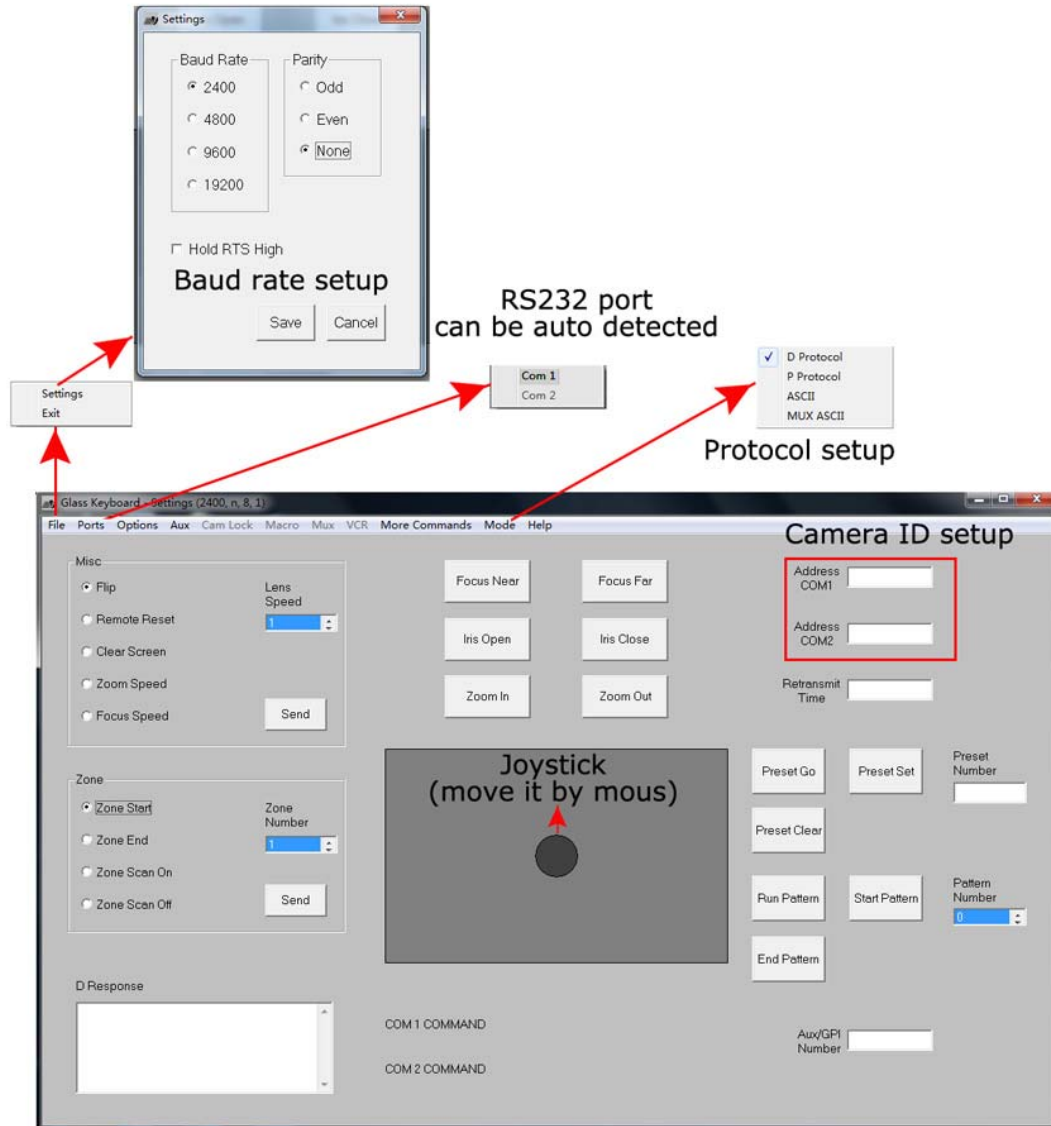 Settings
Baud Rate
Parity
2400
Odd
4800
Even
9600
None
19200
Hold RTS High
Baud rate setup
Save
Cancel
RS232 port
can be auto detected
Settings
Exit
Com 1
Com 2
D Protocol
P Protocol
ASCII
MUX ASCII
Protocol setup
Glass Keyboard - Settings (2400, n, 8, 1)
File Ports Options Aux Cam Lock Macro Mux VCR More Commands Mode Help
Camera ID setup
Misc
Flip
Remote Reset
Clear Screen
Zoom Speed
Focus Speed
Lens
Speed
1
Send
Focus Near
Focus Far
Iris Open
Iris Close
Zoom In
Zoom Out
Address
COM1
Address
COM2
Retransmit
Time
Zone
Zone Start
Zone End
Zone Scan On
Zone Scan Off
Zone
Number
1
Send
Joystick
(move it by mous)
Preset Go
Preset Set
Preset
Number
Preset Clear
Run Pattern
Start Pattern
Pattern
Number
0
End Pattern
D Response
COM 1 COMMAND
COM 2 COMMAND
Aux/GPI
Number